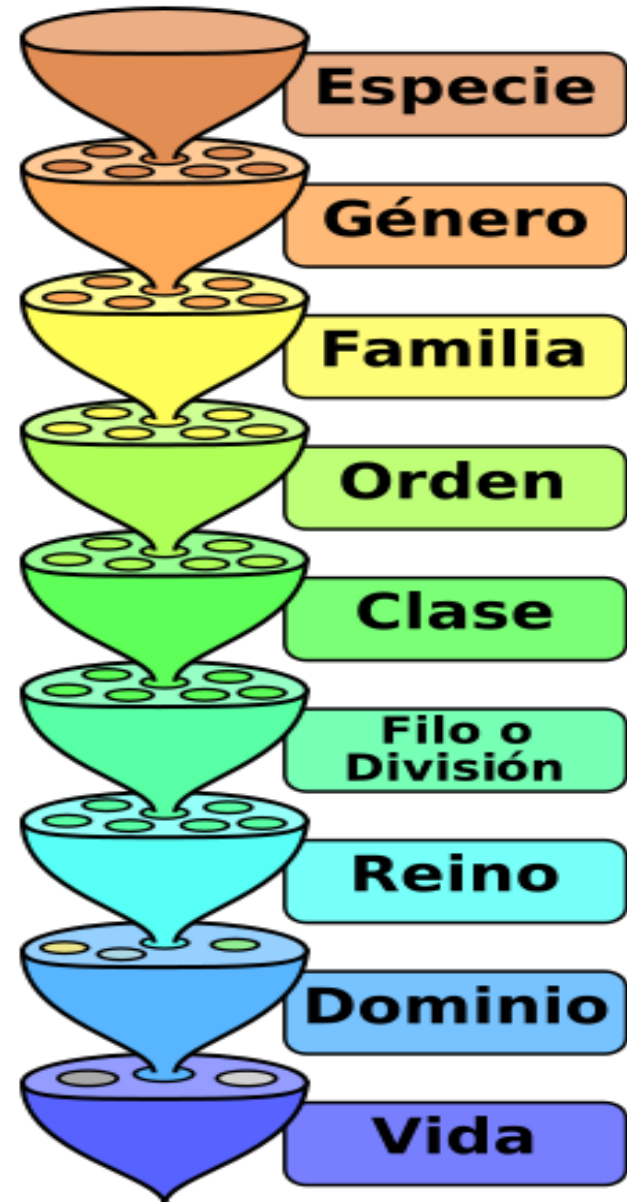 Especie
Género
Familia
Orden
Clase
Filo o
División
Reino
Dominio
Vida